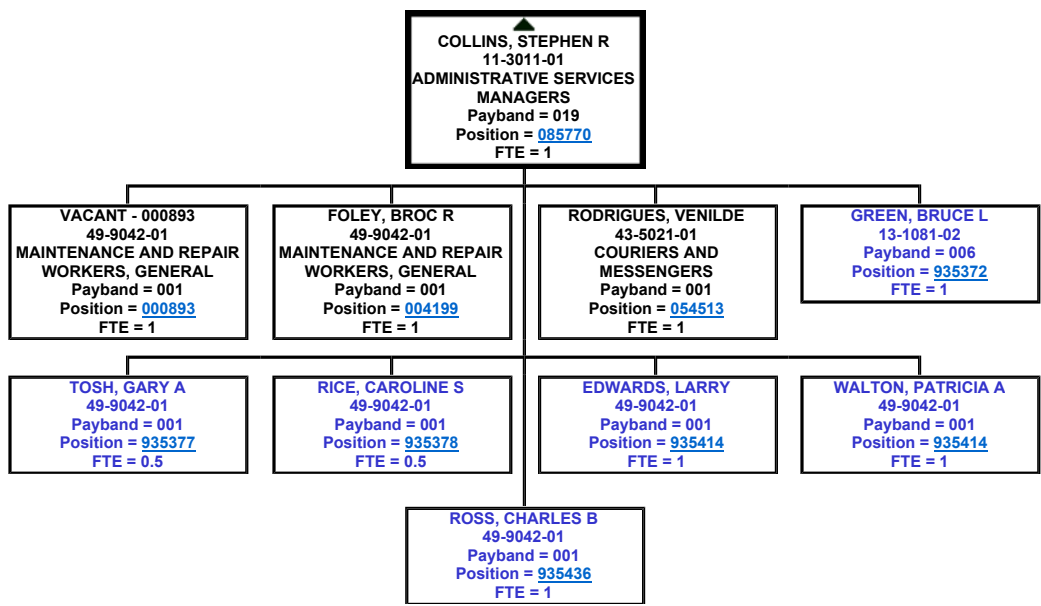 COLLINS, STEPHEN R
11-3011-01
ADMINISTRATIVE SERVICES
MANAGERS
Payband = 019
Position = 085770
FTE = 1
VACANT - 000893
49-9042-01
MAINTENANCE AND REPAIR
WORKERS, GENERAL
Payband = 001
Position = 000893
FTE = 1
FOLEY, BROC R
49-9042-01
MAINTENANCE AND REPAIR
WORKERS, GENERAL
Payband = 001
Position = 004199
FTE = 1
RODRIGUES, VENILDE
43-5021-01
COURIERS AND
MESSENGERS
Payband = 001
Position = 054513
FTE = 1
GREEN, BRUCE L
13-1081-02
Payband = 006
Position = 935372
FTE = 1
TOSH, GARY A
49-9042-01
Payband = 001
Position = 935377
FTE = 0.5
RICE, CAROLINE S
49-9042-01
Payband = 001
Position = 935378
FTE = 0.5
EDWARDS, LARRY
49-9042-01
Payband = 001
Position = 935414
FTE = 1
WALTON, PATRICIA A
49-9042-01
Payband = 001
Position = 935414
FTE = 1
ROSS, CHARLES B
49-9042-01
Payband = 001
Position = 935436
FTE = 1